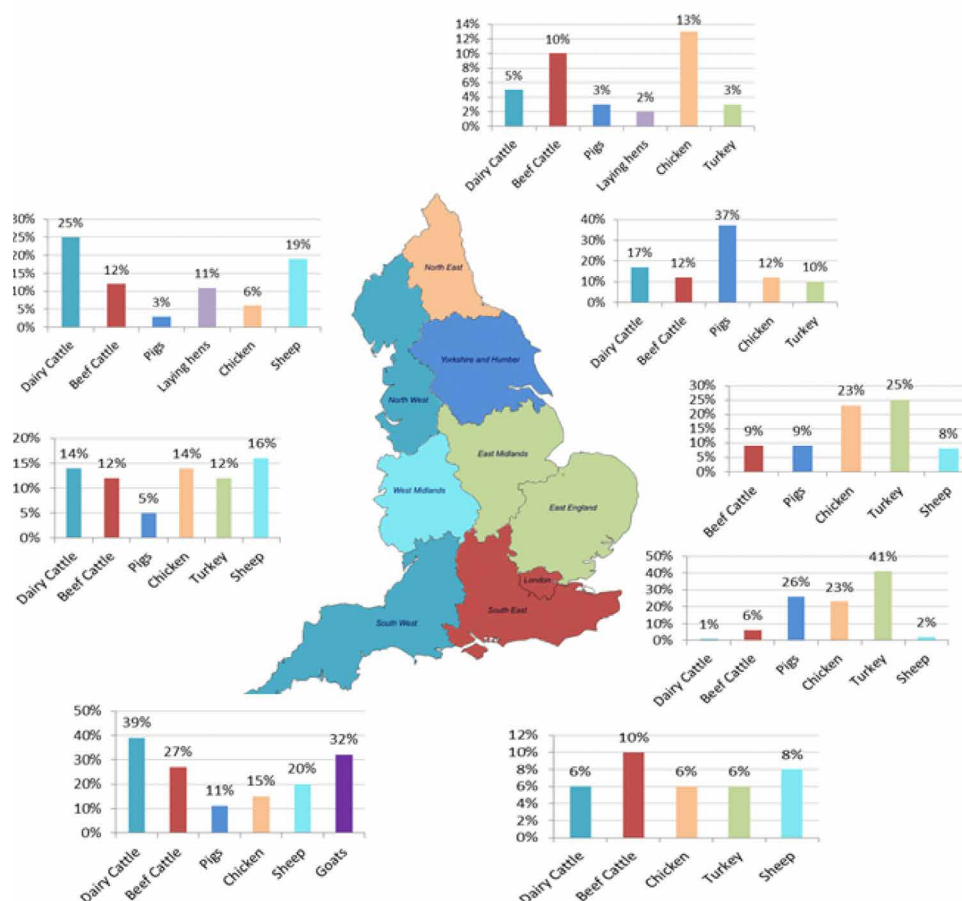 14%
12%
10%
8%
6%
4%
2%
0%
5%
10%
3%
2%
13%
3%
Dairy Cattle
Beef Cattle
Pigs
Laying hens
Chicken
Turkey
30%
25%
20%
15%
10%
5%
0%
25%
12%
3%
11%
6%
19%
Dairy Cattle
Beef Cattle
Pigs
Laying hens
Chicken
Sheep
40%
30%
20%
10%
0%
17%
12%
37%
12%
10%
Dairy Cattle
Beef Cattle
Pigs
Chicken
Turkey
North East
Yorkshire and Humber
North West
East Midlands
West Midlands
East England
London
South East
South West
20%
15%
10%
5%
0%
14%
12%
5%
14%
12%
16%
Dairy Cattle
Beef Cattle
Pigs
Chicken
Turkey
Sheep
30%
25%
20%
15%
10%
5%
0%
9%
9%
23%
25%
8%
Beef Cattle
Pigs
Chicken
Turkey
Sheep
50%
40%
30%
20%
10%
0%
1%
6%
26%
23%
41%
2%
Dairy Cattle
Beef Cattle
Pigs
Chicken
Turkey
Sheep
50%
40%
30%
20%
10%
0%
39%
27%
11%
15%
20%
32%
Dairy Cattle
Beef Cattle
Pigs
Chicken
Sheep
Goats
12%
10%
8%
6%
4%
2%
0%
6%
10%
6%
6%
8%
Dairy Cattle
Beef Cattle
Chicken
Turkey
Sheep